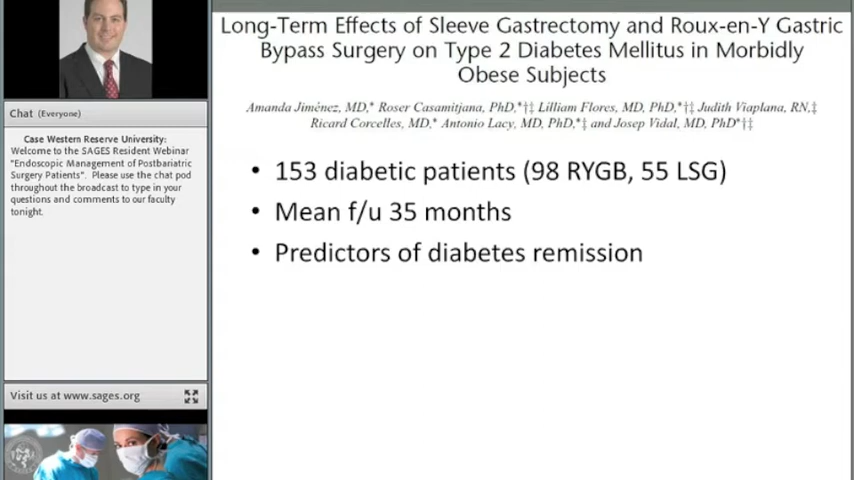 Long-Term Effects of Sleeve Gastrectomy and Roux-en-Y Gastric
Bypass Surgery on Type 2 Diabetes Mellitus in Morbidly
Obese Subjects
Amanda Jiménez, MD,* Roser Casamitjana, PhD,*†‡ Lilliam Flores, MD, PhD,*†‡ Judith Viaplana, RN,‡
Ricard Corcelles, MD,* Antonio Lacy, MD, PhD,*‡ and Josep Vidal, MD, PhD*†‡
• 153 diabetic patients (98 RYGB, 55 LSG)
• Mean f/u 35 months
• Predictors of diabetes remission
Chat (Everyone)
Case Western Reserve University:
Welcome to the SAGES Resident Webinar
"Endoscopic Management of Postbariatric
Surgery Patients". Please use the chat pod
throughout the broadcast to type in your
questions and comments to our faculty
tonight.
Visit us at www.sages.org